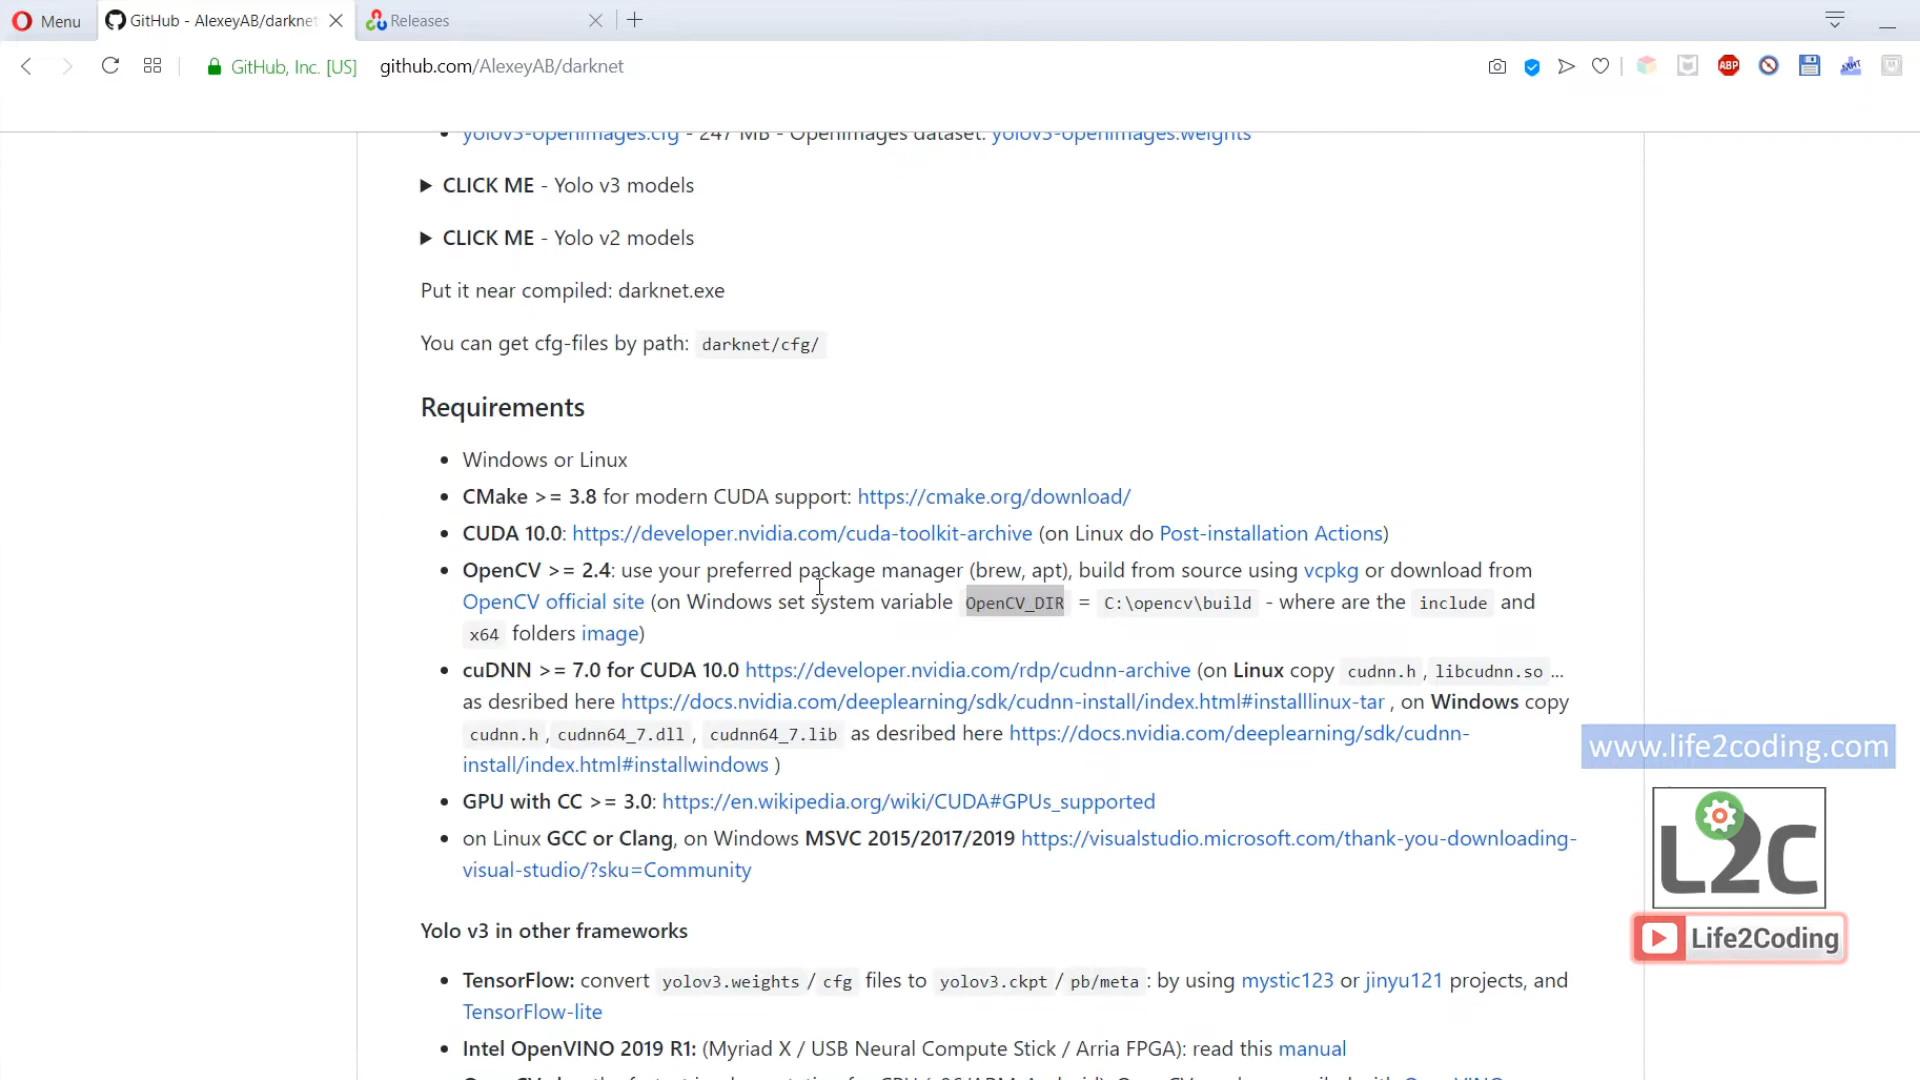 Menu
GitHub - AlexeyAB/darknet
Releases
GitHub, Inc. [US]
github.com/AlexeyAB/darknet
ABP
yolov3-openimages.cfg - 247 MB - OpenImages dataset: yolov3-openimages.weights
CLICK ME - Yolo v3 models
CLICK ME - Yolo v2 models
Put it near compiled: darknet.exe
You can get cfg-files by path: darknet/cfg/
Requirements
• Windows or Linux
• CMake >= 3.8 for modern CUDA support: https://cmake.org/download/
• CUDA 10.0: https://developer.nvidia.com/cuda-toolkit-archive (on Linux do Post-installation Actions)
• OpenCV >= 2.4: use your preferred package manager (brew, apt), build from source using vcpkg or download from
OpenCV official site (on Windows set system variable OpenCV_DIR = C:\opencv\build - where are the include and
x64 folders image)
• cuDNN >= 7.0 for CUDA 10.0 https://developer.nvidia.com/rdp/cudnn-archive (on Linux copy cudnn.h , libcudnn.so ...
as desribed here https://docs.nvidia.com/deeplearning/sdk/cudnn-install/index.html#installlinux-tar , on Windows copy
cudnn.h , cudnn64_7.dll , cudnn64_7.lib as desribed here https://docs.nvidia.com/deeplearning/sdk/cudnn-
install/index.html#installwindows )
• GPU with CC >= 3.0: https://en.wikipedia.org/wiki/CUDA#GPUs_supported
• on Linux GCC or Clang, on Windows MSVC 2015/2017/2019 https://visualstudio.microsoft.com/thank-you-downloading-
visual-studio/?sku=Community
www.life2coding.com
L2C
Life2Coding
Yolo v3 in other frameworks
• TensorFlow: convert yolov3.weights / cfg files to yolov3.ckpt / pb/meta : by using mystic123 or jinyu121 projects, and
TensorFlow-lite
• Intel OpenVINO 2019 R1: (Myriad X / USB Neural Compute Stick / Arria FPGA): read this manual